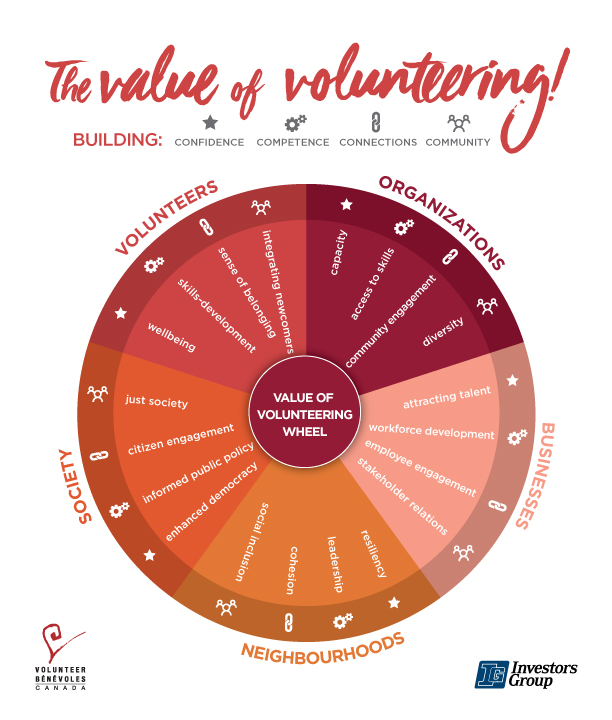 The value of volunteering!
BUILDING:
CONFIDENCE
COMPETENCE
CONNECTIONS
COMMUNITY
VOLUNTEERS
wellbeing
skills-development
sense of belonging
integrating newcomers
ORGANIZATIONS
capacity
access to skills
community engagement
diversity
BUSINESSES
attracting talent
workforce development
employee engagement
stakeholder relations
NEIGHBOURHOODS
resiliency
leadership
cohesion
social inclusion
SOCIETY
enhanced democracy
informed public policy
citizen engagement
just society
VALUE OF
VOLUNTEERING
WHEEL
VOLUNTEER
BÉNÉVOLES
CANADA
IG
Investors
Group